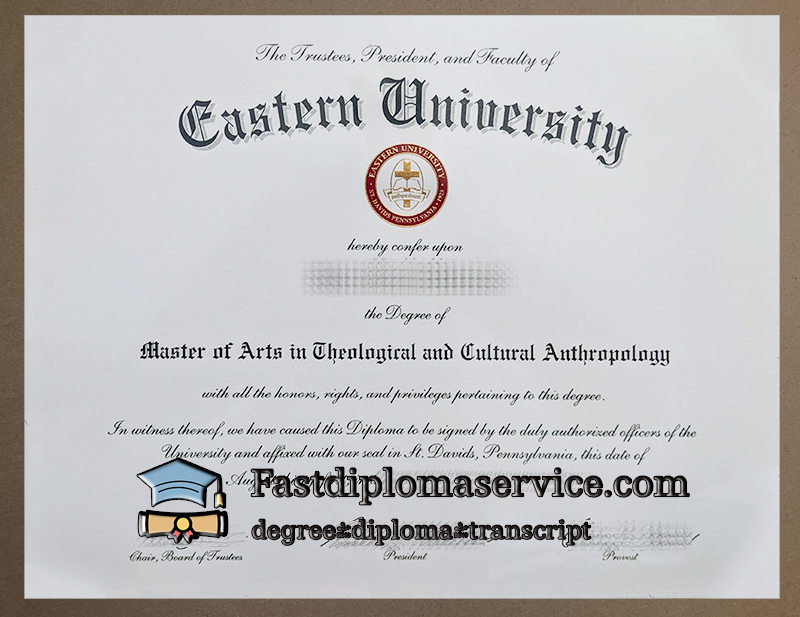 The Trustees, President, and Faculty of
Eastern University
EASTERN UNIVERSITY
ST. DAVIDS PENNSYLVANIA • 1925
hereby confer upon
the Degree of
Master of Arts in Theological and Cultural Anthropology
with all the honors, rights, and privileges pertaining to this degree.
In witness thereof, we have caused this Diploma to be signed by the duly authorized officers of the
University and affixed with our seal in St. Davids, Pennsylvania, this date of
Fastdiplomaservice.com
degree*diploma*transcript
Chair, Board of Trustees
President
Provost